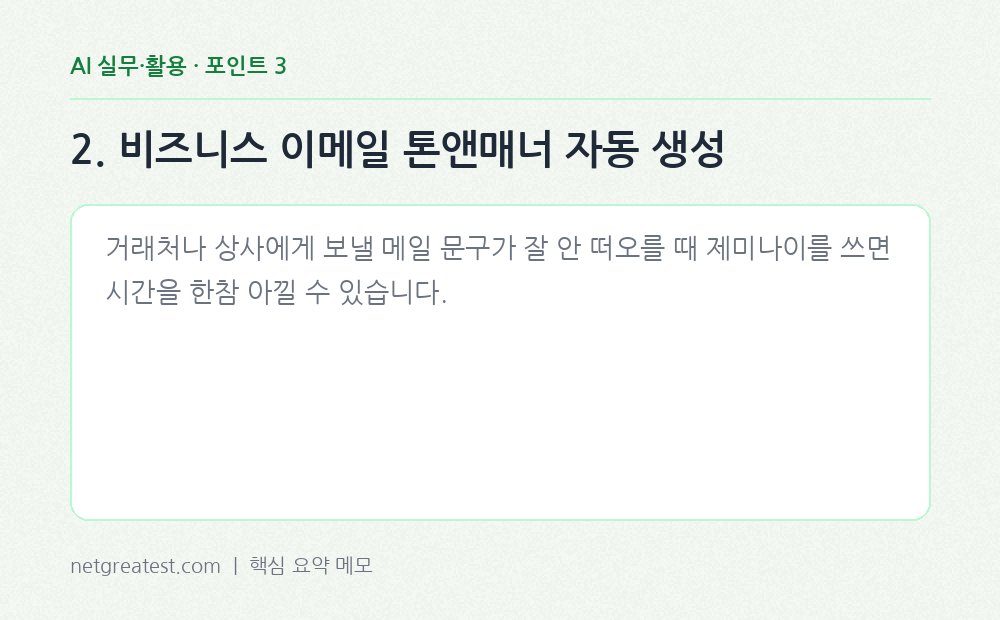 AI 실무·활용 · 포인트 3
2. 비즈니스 이메일 톤앤매너 자동 생성
거래처나 상사에게 보낼 메일 문구가 잘 안 떠오를 때 제미나이를 쓰면
시간을 한참 아낄 수 있습니다.
netgreatest.com | 핵심 요약 메모